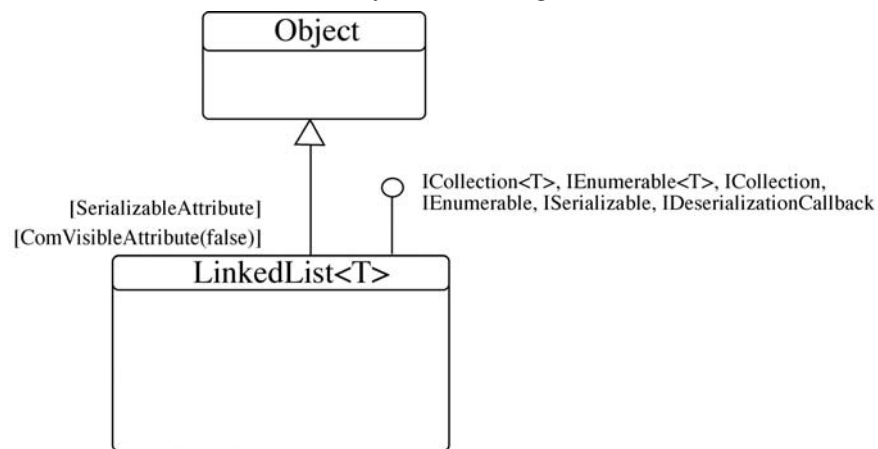 Object
ICollection<T>, IEnumerable<T>, ICollection,
IEnumerable, ISerializable, IDeserializationCallback
[SerializableAttribute]
[ComVisibleAttribute(false)]
LinkedList<T>